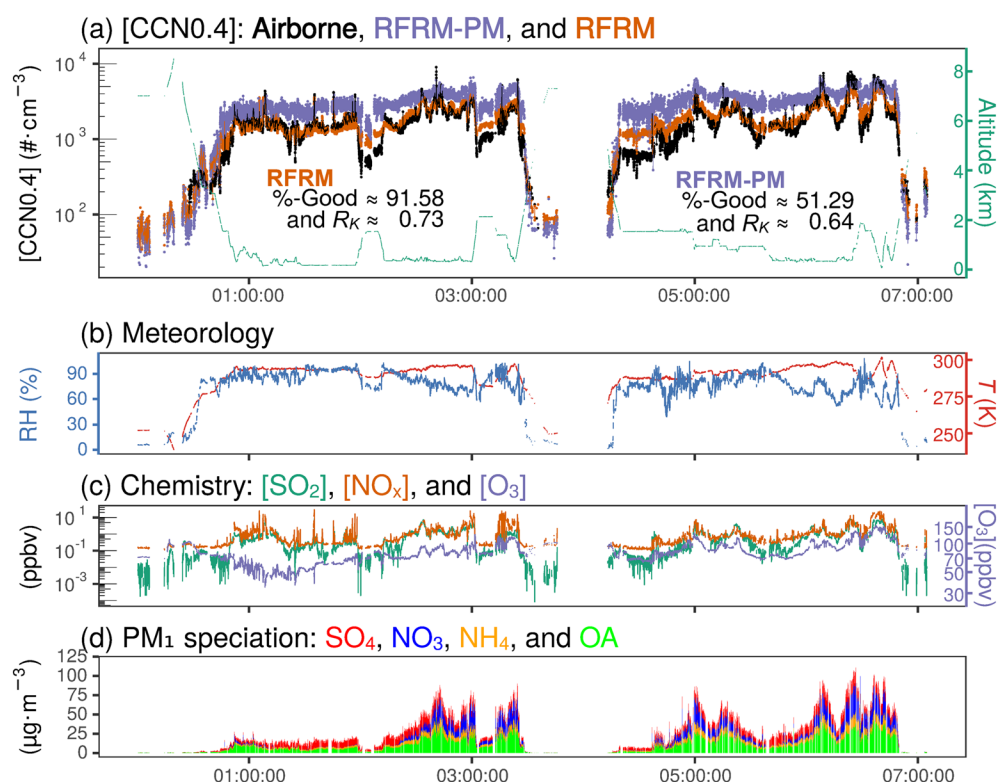 (a) [CCN0.4]: Airborne, RFRM-PM, and RFRM
[CCN0.4] (#·cm⁻³)
10⁴
10³
10²
Altitude (km)
8
6
4
2
0
RFRM
%-Good ≈ 91.58
and R_K ≈ 0.73
RFRM-PM
%-Good ≈ 51.29
and R_K ≈ 0.64
01:00:00 03:00:00 05:00:00 07:00:00
(b) Meteorology
RH (%)
90
60
30
0
T (K)
300
275
250
(c) Chemistry: [SO₂], [NOₓ], and [O₃]
(ppbv)
10¹
10⁻¹
10⁻³
[O₃](ppbv)
150
100
70
50
30
(d) PM₁ speciation: SO₄, NO₃, NH₄, and OA
(µg·m⁻³)
125
100
75
50
25
0
01:00:00 03:00:00 05:00:00 07:00:00